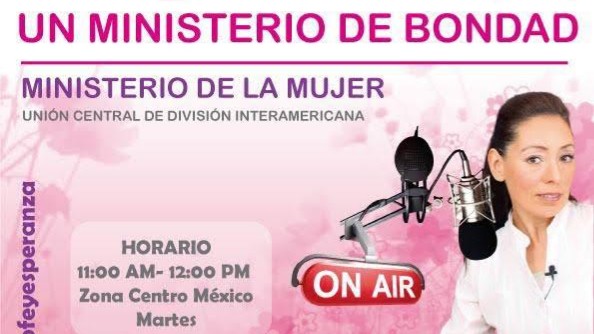 UN MINISTERIO DE BONDAD
MINISTERIO DE LA MUJER
UNIÓN CENTRAL DE DIVISIÓN INTERAMERICANA
ofeyesperanza
HORARIO
11:00 AM- 12:00 PM
Zona Centro México
Martes
ON AIR